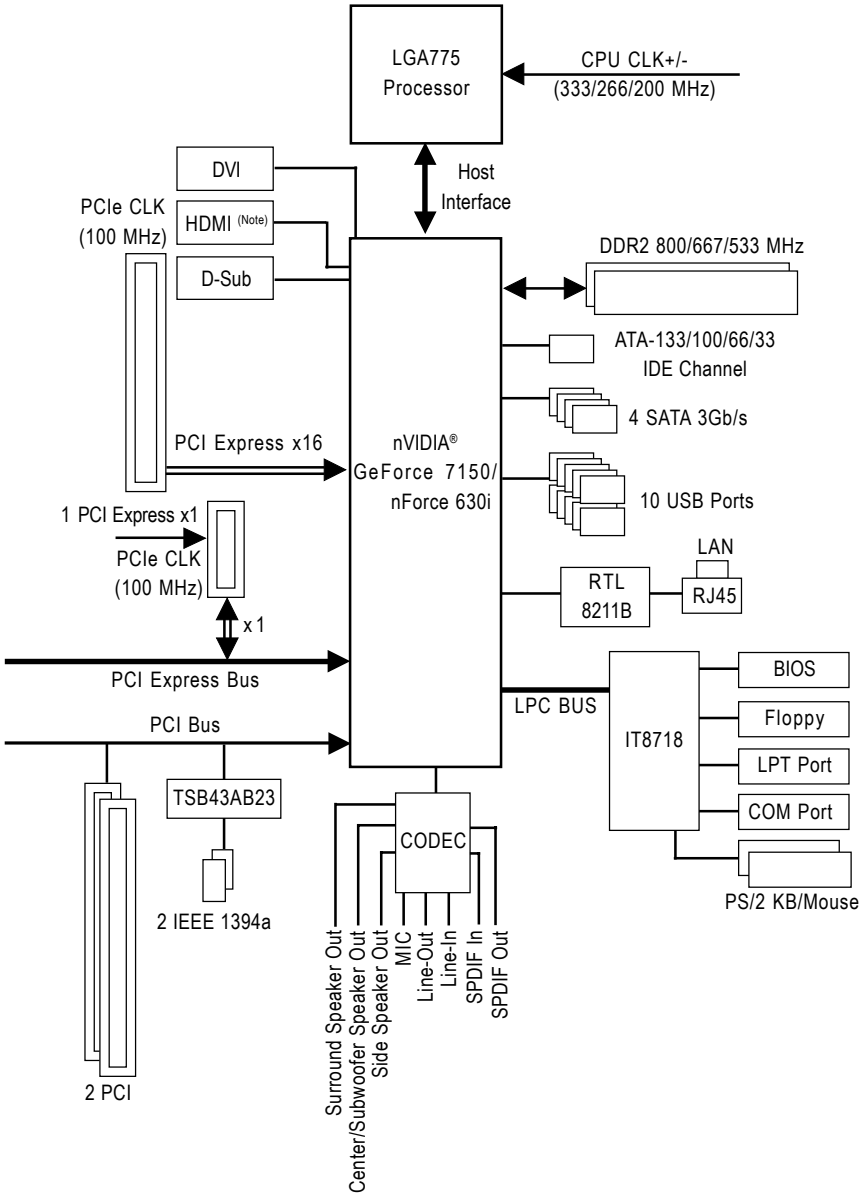 LGA775
Processor
CPU CLK+/-
(333/266/200 MHz)
Host
Interface
DVI
HDMI (Note)
D-Sub
PCIe CLK
(100 MHz)
DDR2 800/667/533 MHz
ATA-133/100/66/33
IDE Channel
4 SATA 3Gb/s
PCI Express x16
nVIDIA®
GeForce 7150/
nForce 630i
10 USB Ports
1 PCI Express x1
PCIe CLK
(100 MHz)
x 1
LAN
RTL
8211B
RJ45
PCI Express Bus
LPC BUS
IT8718
BIOS
Floppy
LPT Port
COM Port
PS/2 KB/Mouse
PCI Bus
TSB43AB23
2 IEEE 1394a
2 PCI
CODEC
Surround Speaker Out
Center/Subwoofer Speaker Out
Side Speaker Out
MIC
Line-Out
Line-In
SPDIF In
SPDIF Out